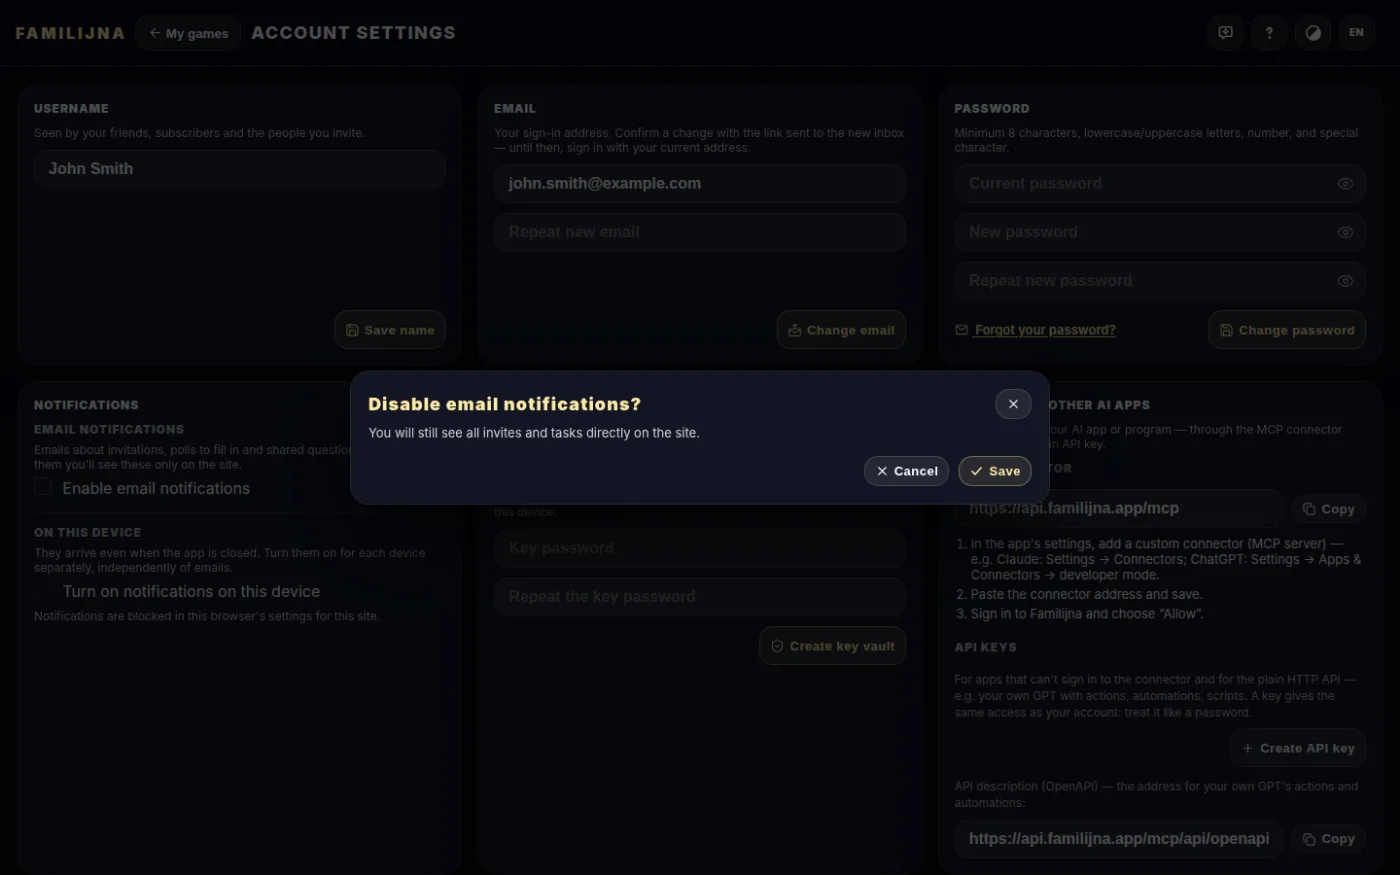 FAMILIJNA
← My games
ACCOUNT SETTINGS
?
EN
USERNAME
Seen by your friends, subscribers and the people you invite.
John Smith
Save name
EMAIL
Your sign-in address. Confirm a change with the link sent to the new inbox
— until then, sign in with your current address.
john.smith@example.com
Repeat new email
Change email
PASSWORD
Minimum 8 characters, lowercase/uppercase letters, number, and special
character.
Current password
New password
Repeat new password
Forgot your password?
Change password
Disable email notifications?
You will still see all invites and tasks directly on the site.
Cancel
Save
NOTIFICATIONS
EMAIL NOTIFICATIONS
Emails about invitations, polls to fill in and shared
them you'll see these only on the site.
Enable email notifications
ON THIS DEVICE
They arrive even when the app is closed. Turn them on for each device
separately, independently of emails.
Turn on notifications on this device
Notifications are blocked in this browser's settings for this site.
this device.
Key password
Repeat the key password
Create key vault
OTHER AI APPS
your AI app or program — through the MCP connector
an API key.
https://api.familijna.app/mcp
Copy
1. In the app's settings, add a custom connector (MCP server) —
e.g. Claude: Settings → Connectors; ChatGPT: Settings → Apps &
Connectors → developer mode.
2. Paste the connector address and save.
3. Sign in to Familijna and choose “Allow”.
API KEYS
For apps that can't sign in to the connector and for the plain HTTP API —
e.g. your own GPT with actions, automations, scripts. A key gives the
same access as your account: treat it like a password.
+ Create API key
API description (OpenAPI) — the address for your own GPT's actions and
automations:
https://api.familijna.app/mcp/api/openapi
Copy